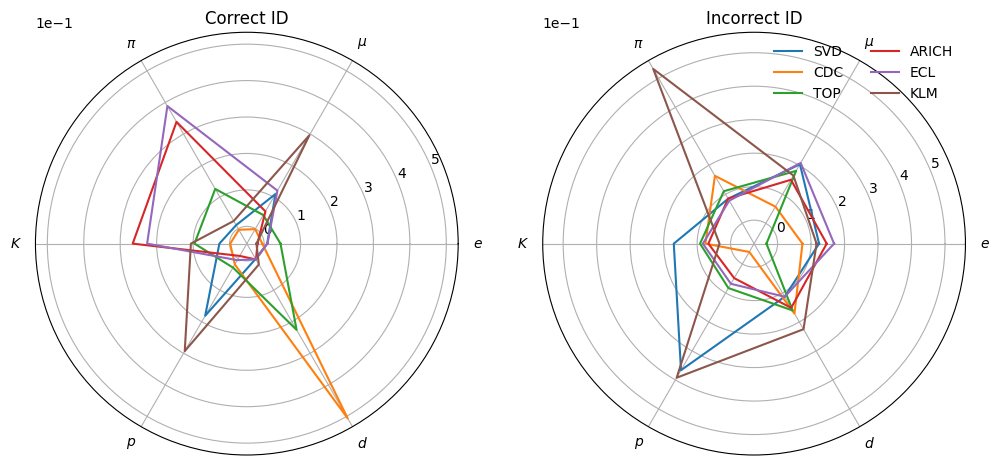 Correct ID
1e−1
e
μ
π
K
p
d
0
1
2
3
4
5
Incorrect ID
1e−1
e
μ
π
K
p
d
0
1
2
3
4
5
SVD
CDC
TOP
ARICH
ECL
KLM